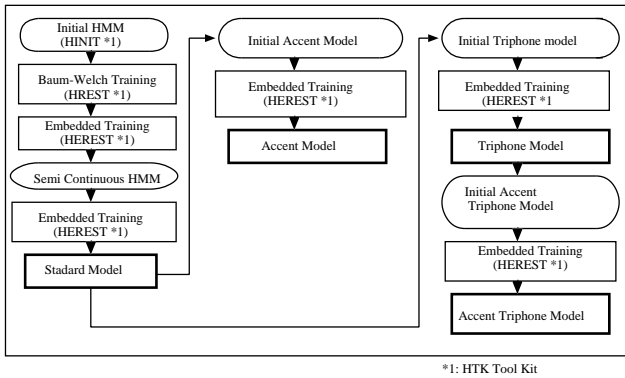 Initial HMM
(HINIT *1)
Baum-Welch Training
(HREST *1)
Embedded Training
(HEREST *1)
Semi Continuous HMM
Embedded Training
(HEREST *1)
Stadard Model
Initial Accent Model
Embedded Training
(HEREST *1)
Accent Model
Initial Triphone model
Embedded Training
(HEREST *1
Triphone Model
Initial Accent
Triphone Model
Embedded Training
(HEREST *1)
Accent Triphone Model
*1: HTK Tool Kit